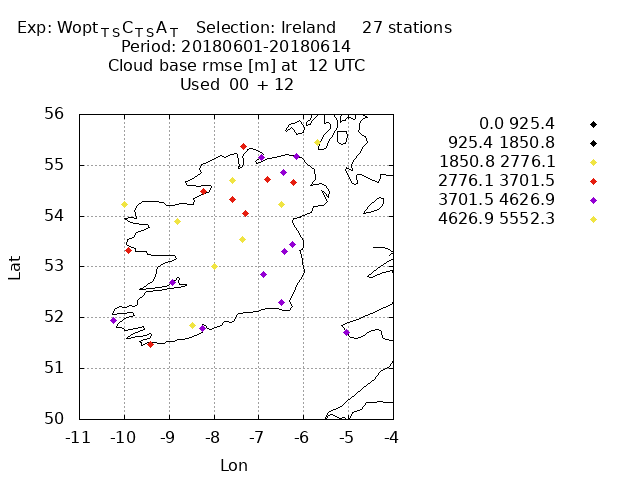 Exp: Wopt_TS C_TS A_T Selection: Ireland 27 stations
Period: 20180601-20180614
Cloud base rmse [m] at 12 UTC
Used 00 + 12
0.0 925.4
925.4 1850.8
1850.8 2776.1
2776.1 3701.5
3701.5 4626.9
4626.9 5552.3
56
55
54
53
52
51
50
Lat
-11 -10 -9 -8 -7 -6 -5 -4
Lon